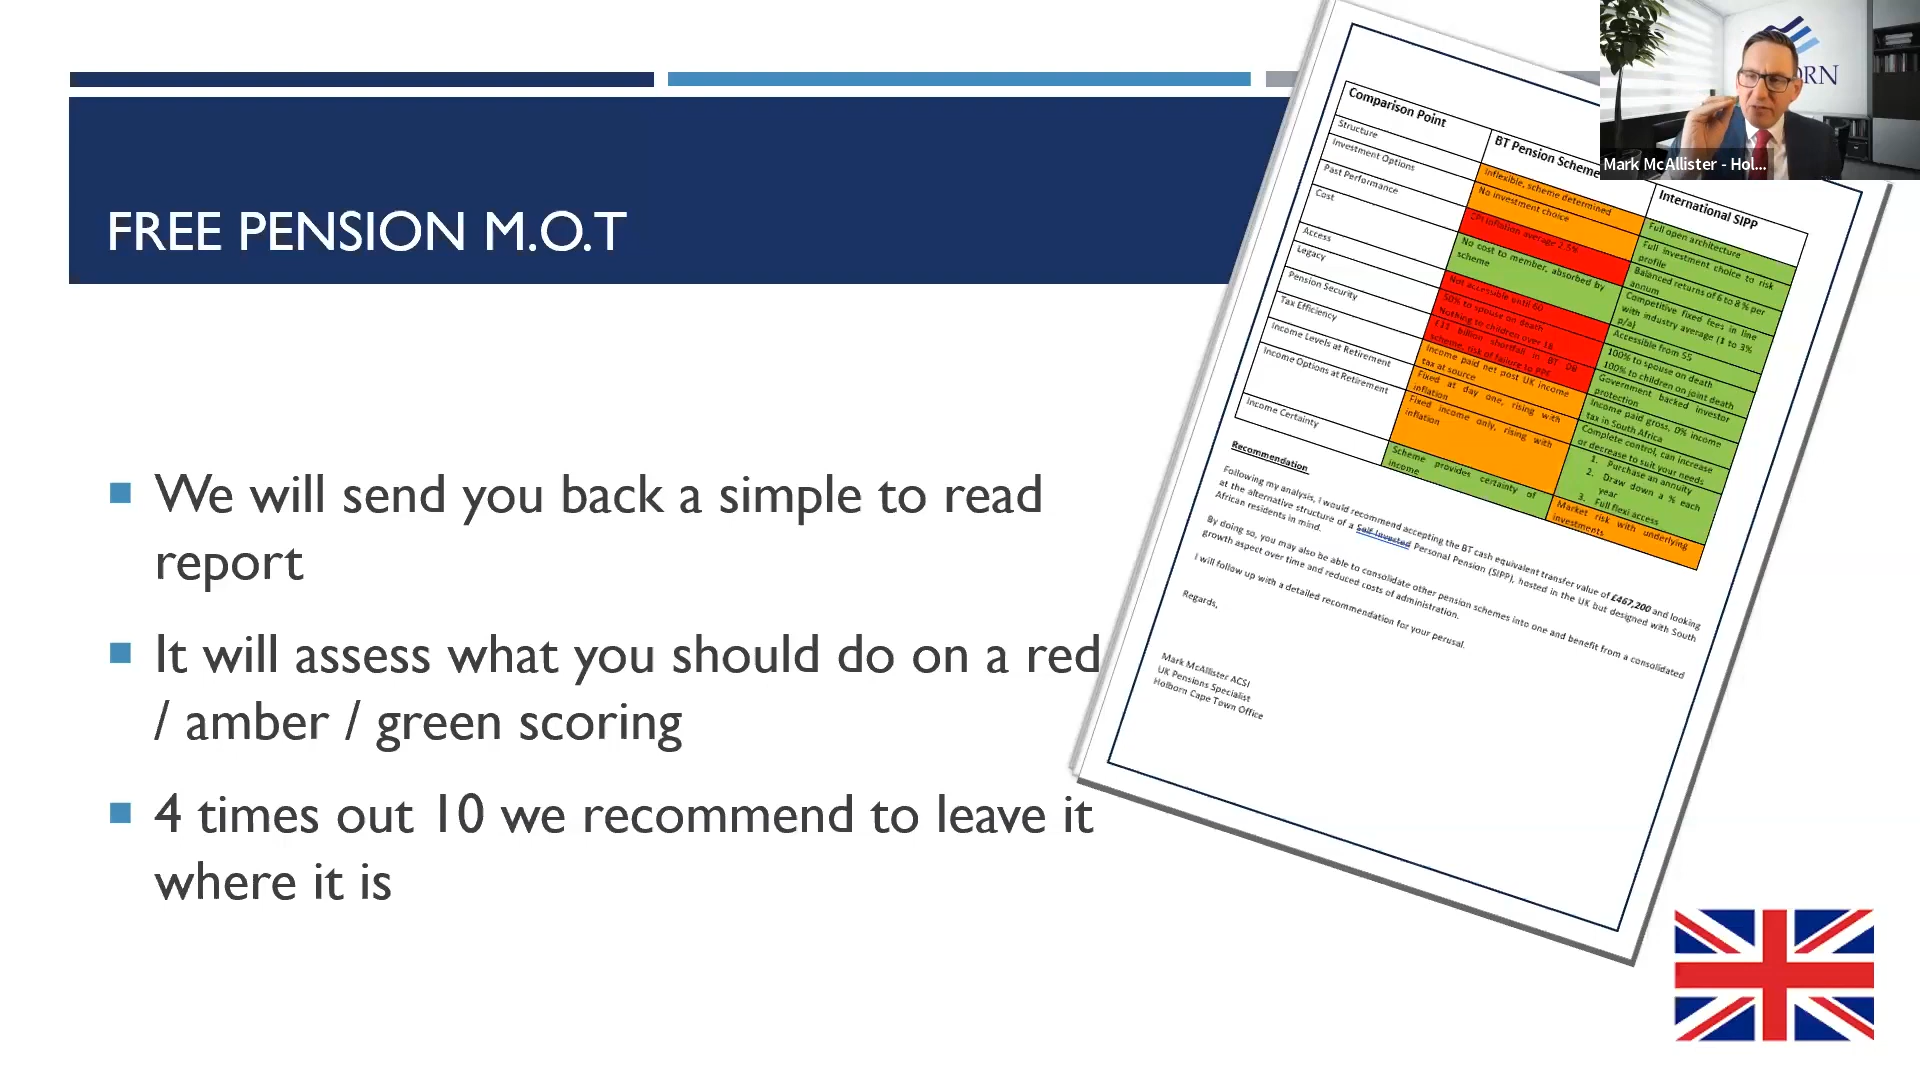 FREE PENSION M.O.T
We will send you back a simple to read
report
It will assess what you should do on a red
/ amber / green scoring
4 times out 10 we recommend to leave it
where it is
Comparison Point
BT Pension Scheme
International SIPP
Structure
Inflexible, scheme determined
Full open architecture
Investment Options
No investment choice
Full investment choice to risk
profile
Past Performance
CPI inflation average 2.5%
Balanced returns of 6 to 8 % per
annum
Cost
No cost to member, absorbed by
scheme
Competitive fixed fees in line
with industry average (1 to 3%
p/a)
Access
Not accessible until 60
Accessible from 55
Legacy
50% to spouse on death
Nothing to children over 18
100% to spouse on death
100% to children on joint death
Pension Security
£11 billion shortfall in BT DB
scheme, risk of failure to PPF
Government backed investor
protection
Tax Efficiency
Income paid net post UK income
tax at source
Income paid gross, 0% income
tax in South Africa
Income Levels at Retirement
Fixed at day one, rising with
inflation
Complete control, can increase
or decrease to suit your needs
Income Options at Retirement
Fixed income only, rising with
inflation
1. Purchase an annuity
2. Draw down a % each
year
3. Full flexi access
Income Certainty
Scheme provides certainty of
income
Market risk with underlying
investments
Recommendation
Following my analysis, I would recommend accepting the BT cash equivalent transfer value of £467,200 and looking
at the alternative structure of a Self Invested Personal Pension (SIPP), hosted in the UK but designed with South
African residents in mind.
By doing so, you may also be able to consolidate other pension schemes into one and benefit from a consolidated
growth aspect over time and reduced costs of administration.
I will follow up with a detailed recommendation for your perusal.
Regards,
Mark McAllister ACSI
UK Pensions Specialist
Holborn Cape Town Office
ORN
Mark McAllister - Hol...